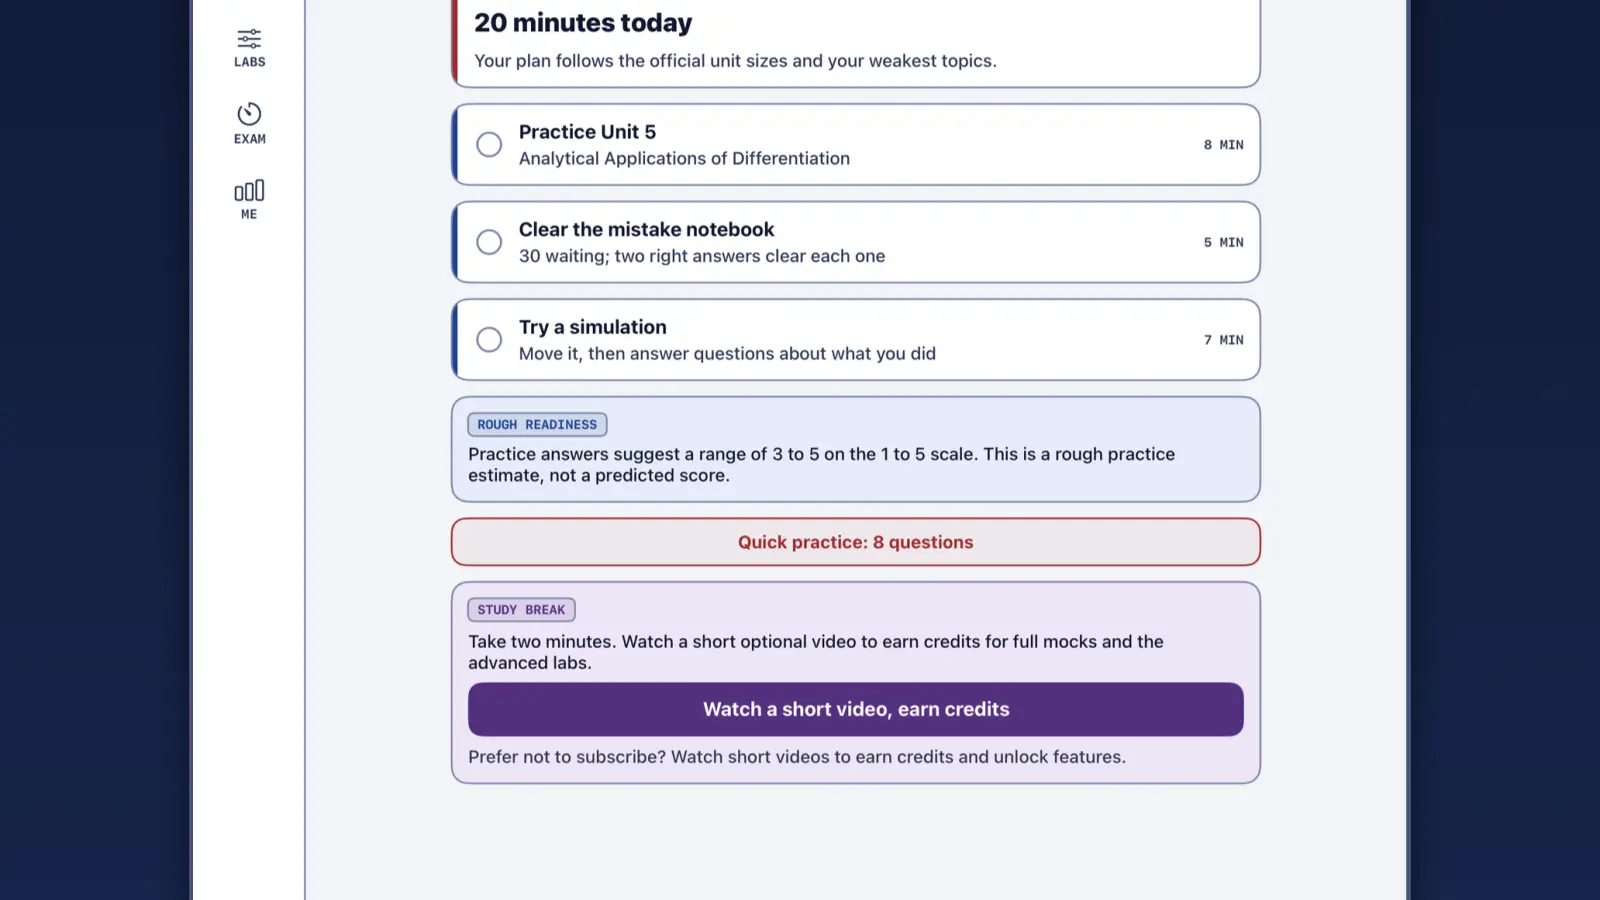 LABS
EXAM
ME
20 minutes today
Your plan follows the official unit sizes and your weakest topics.
Practice Unit 5
Analytical Applications of Differentiation
8 MIN
Clear the mistake notebook
30 waiting; two right answers clear each one
5 MIN
Try a simulation
Move it, then answer questions about what you did
7 MIN
ROUGH READINESS
Practice answers suggest a range of 3 to 5 on the 1 to 5 scale. This is a rough practice
estimate, not a predicted score.
Quick practice: 8 questions
STUDY BREAK
Take two minutes. Watch a short optional video to earn credits for full mocks and the
advanced labs.
Watch a short video, earn credits
Prefer not to subscribe? Watch short videos to earn credits and unlock features.